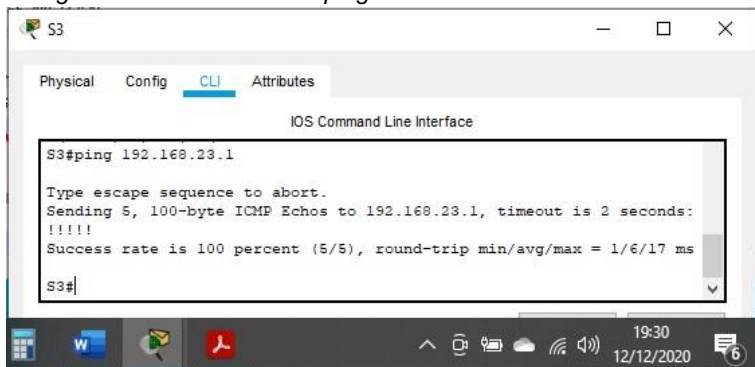 S3
Physical Config CLI Attributes
IOS Command Line Interface
S3#ping 192.168.23.1
Type escape sequence to abort.
Sending 5, 100-byte ICMP Echos to 192.168.23.1, timeout is 2 seconds:
!!!!!
Success rate is 100 percent (5/5), round-trip min/avg/max = 1/6/17 ms
S3#
19:30
12/12/2020
6